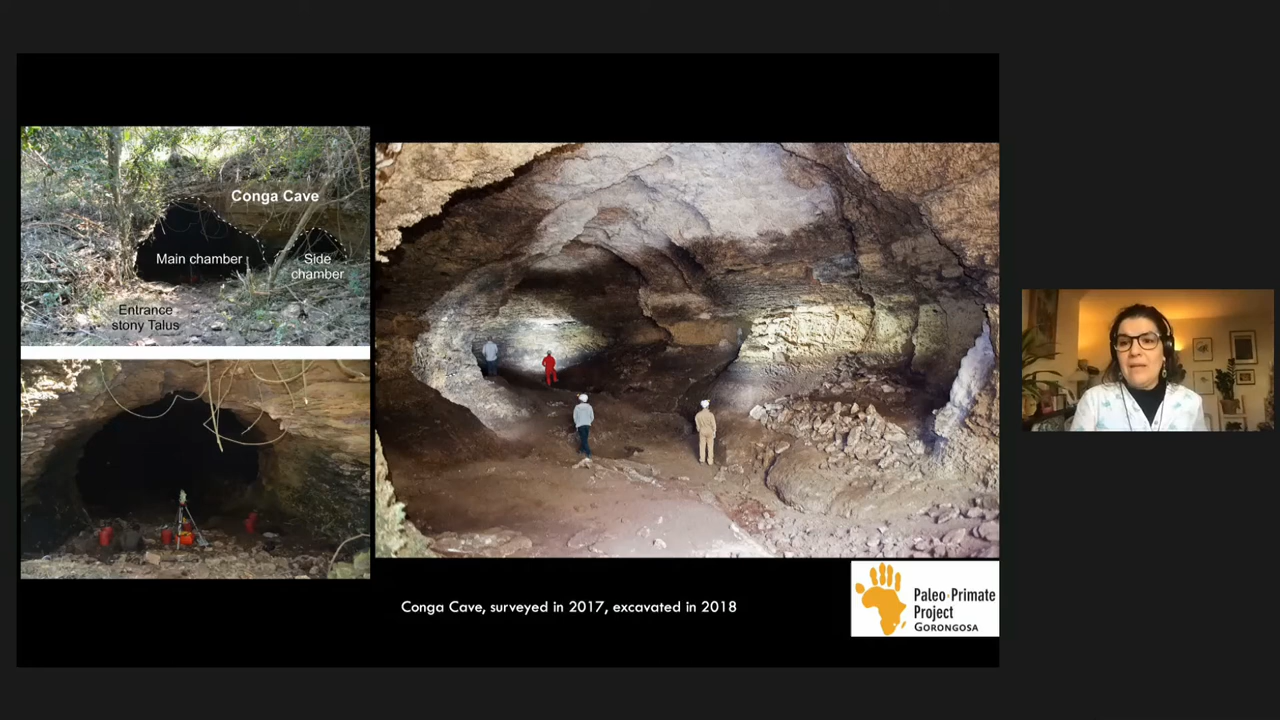 Conga Cave
Main chamber
Side
chamber
Entrance
stony Talus
Conga Cave, surveyed in 2017, excavated in 2018
Paleo-Primate
Project
GORONGOSA